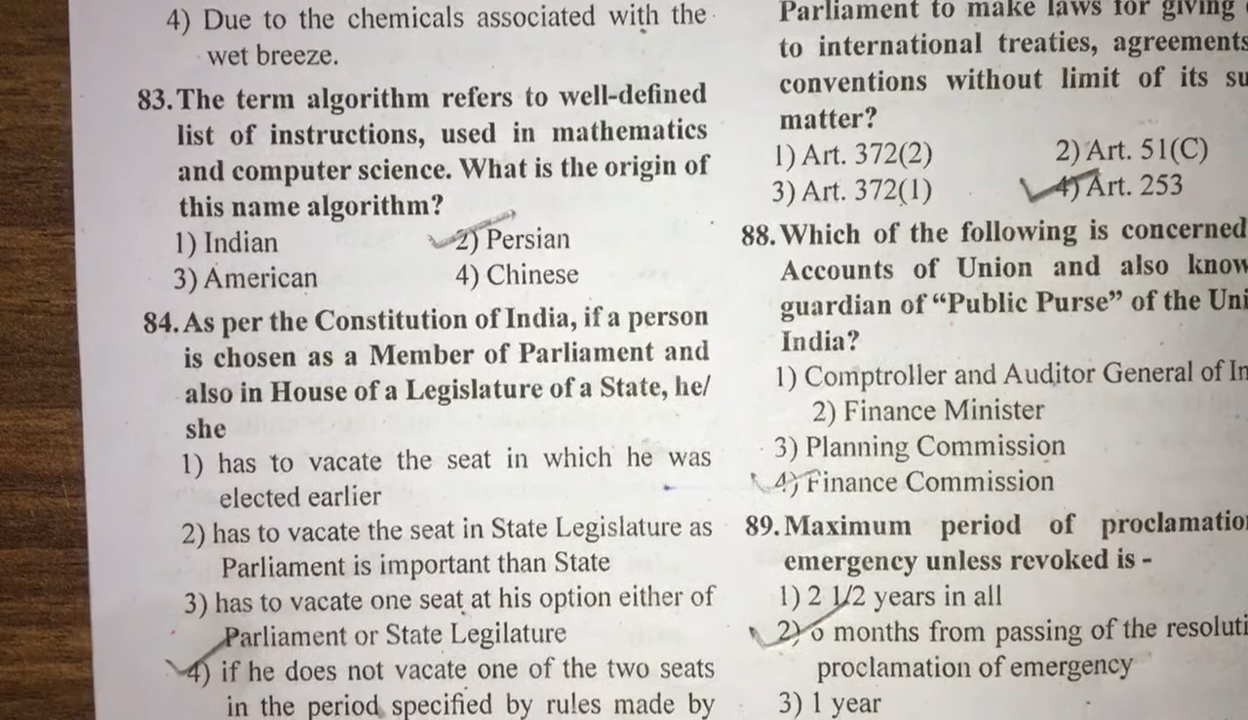 4) Due to the chemicals associated with the
wet breeze.
83. The term algorithm refers to well-defined
list of instructions, used in mathematics
and computer science. What is the origin of
this name algorithm?
1) Indian 2) Persian
3) American 4) Chinese
84. As per the Constitution of India, if a person
is chosen as a Member of Parliament and
also in House of a Legislature of a State, he/
she
1) has to vacate the seat in which he was
elected earlier
2) has to vacate the seat in State Legislature as
Parliament is important than State
3) has to vacate one seat at his option either of
Parliament or State Legilature
4) if he does not vacate one of the two seats
in the period specified by rules made by
Parliament to make laws for giving
to international treaties, agreements
conventions without limit of its su
matter?
1) Art. 372(2) 2) Art. 51(C)
3) Art. 372(1) 4) Art. 253
88. Which of the following is concerned
Accounts of Union and also know
guardian of “Public Purse” of the Uni
India?
1) Comptroller and Auditor General of In
2) Finance Minister
3) Planning Commission
4) Finance Commission
89. Maximum period of proclamation
emergency unless revoked is -
1) 2 1/2 years in all
2) 6 months from passing of the resoluti
proclamation of emergency
3) 1 year